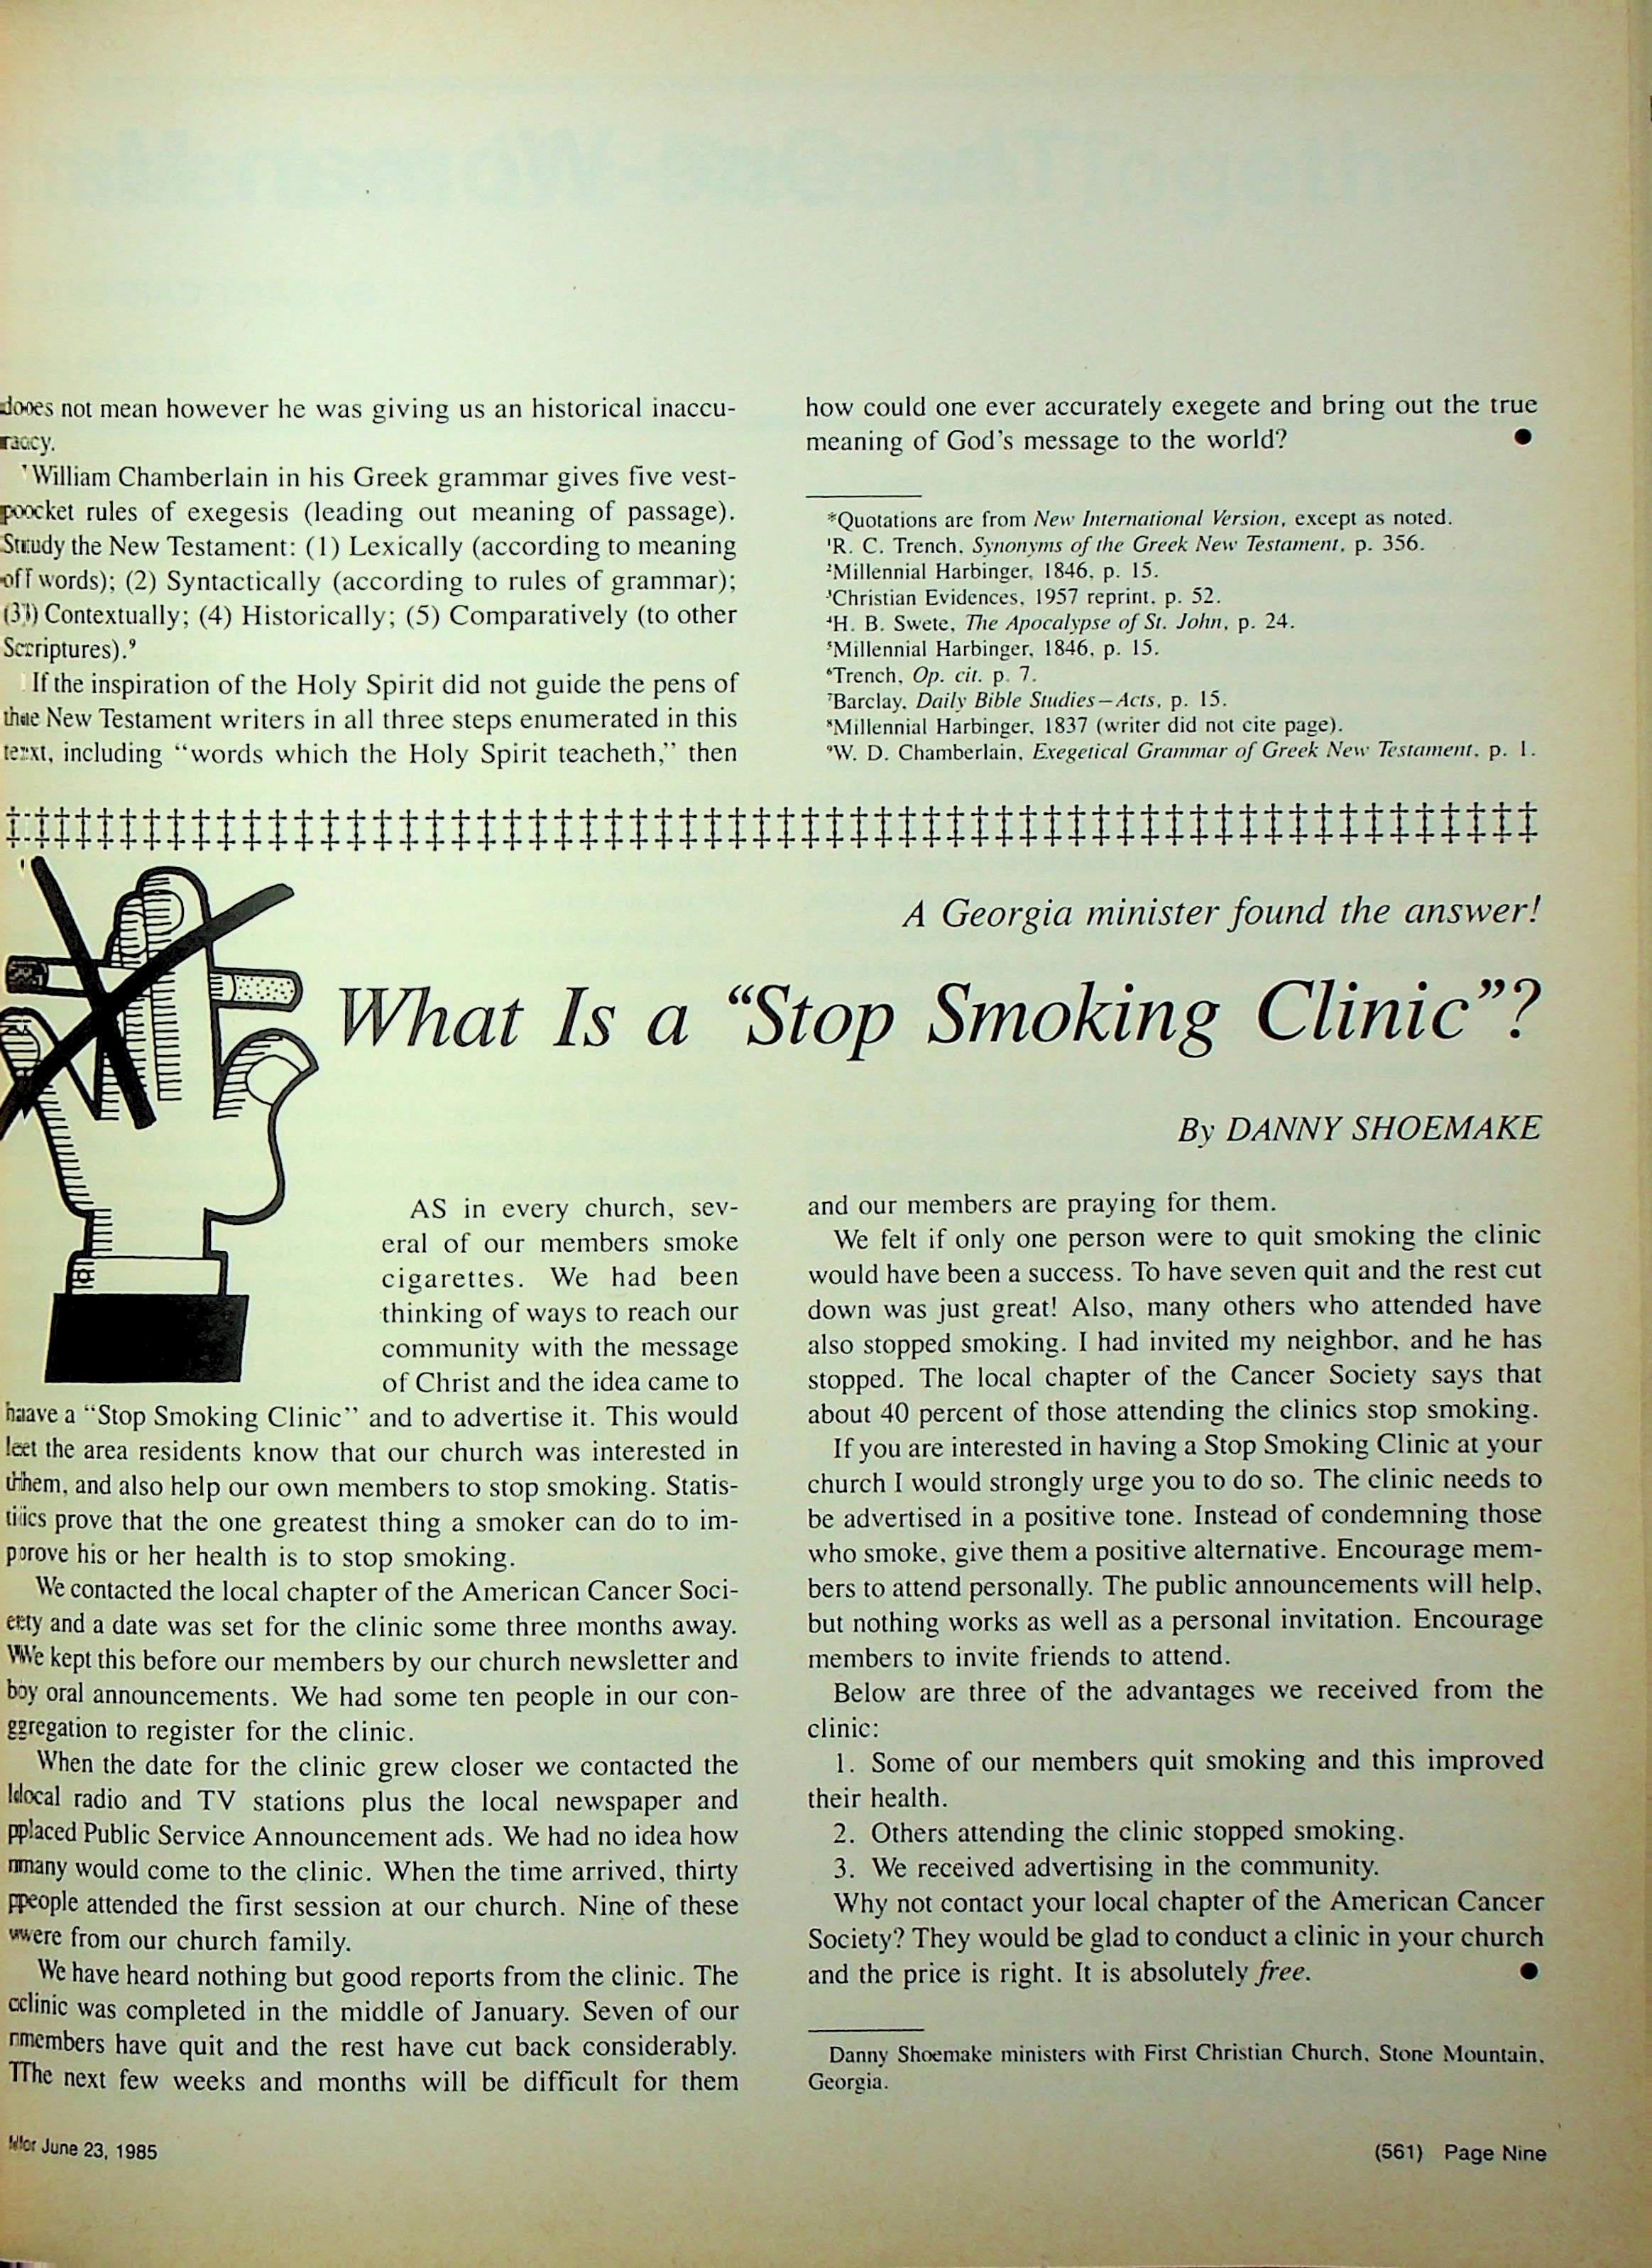 does not mean however he was giving us an historical inaccu-
racy.
William Chamberlain in his Greek grammar gives five vest-
pocket rules of exegesis (leading out meaning of passage).
Study the New Testament: (1) Lexically (according to meaning
of words); (2) Syntactically (according to rules of grammar);
(3) Contextually; (4) Historically; (5) Comparatively (to other
Scriptures).⁹
If the inspiration of the Holy Spirit did not guide the pens of
the New Testament writers in all three steps enumerated in this
text, including “words which the Holy Spirit teacheth,” then
how could one ever accurately exegete and bring out the true
meaning of God’s message to the world? ●
*Quotations are from New International Version, except as noted.
¹R. C. Trench, Synonyms of the Greek New Testament, p. 356.
²Millennial Harbinger, 1846, p. 15.
³Christian Evidences, 1957 reprint, p. 52.
⁴H. B. Swete, The Apocalypse of St. John, p. 24.
⁵Millennial Harbinger, 1846, p. 15.
⁶Trench, Op. cit. p. 7.
⁷Barclay, Daily Bible Studies—Acts, p. 15.
⁸Millennial Harbinger, 1837 (writer did not cite page).
⁹W. D. Chamberlain, Exegetical Grammar of Greek New Testament, p. 1.
A Georgia minister found the answer!
What Is a “Stop Smoking Clinic”?
By DANNY SHOEMAKE
AS in every church, sev-
eral of our members smoke
cigarettes. We had been
thinking of ways to reach our
community with the message
of Christ and the idea came to
have a “Stop Smoking Clinic” and to advertise it. This would
let the area residents know that our church was interested in
them, and also help our own members to stop smoking. Statis-
tics prove that the one greatest thing a smoker can do to im-
prove his or her health is to stop smoking.
We contacted the local chapter of the American Cancer Soci-
ety and a date was set for the clinic some three months away.
We kept this before our members by our church newsletter and
by oral announcements. We had some ten people in our con-
gregation to register for the clinic.
When the date for the clinic grew closer we contacted the
local radio and TV stations plus the local newspaper and
placed Public Service Announcement ads. We had no idea how
many would come to the clinic. When the time arrived, thirty
people attended the first session at our church. Nine of these
were from our church family.
We have heard nothing but good reports from the clinic. The
clinic was completed in the middle of January. Seven of our
members have quit and the rest have cut back considerably.
The next few weeks and months will be difficult for them
and our members are praying for them.
We felt if only one person were to quit smoking the clinic
would have been a success. To have seven quit and the rest cut
down was just great! Also, many others who attended have
also stopped smoking. I had invited my neighbor, and he has
stopped. The local chapter of the Cancer Society says that
about 40 percent of those attending the clinics stop smoking.
If you are interested in having a Stop Smoking Clinic at your
church I would strongly urge you to do so. The clinic needs to
be advertised in a positive tone. Instead of condemning those
who smoke, give them a positive alternative. Encourage mem-
bers to attend personally. The public announcements will help,
but nothing works as well as a personal invitation. Encourage
members to invite friends to attend.
Below are three of the advantages we received from the
clinic:
1. Some of our members quit smoking and this improved
their health.
2. Others attending the clinic stopped smoking.
3. We received advertising in the community.
Why not contact your local chapter of the American Cancer
Society? They would be glad to conduct a clinic in your church
and the price is right. It is absolutely free. ●
Danny Shoemake ministers with First Christian Church, Stone Mountain,
Georgia.
for June 23, 1985
(561) Page Nine